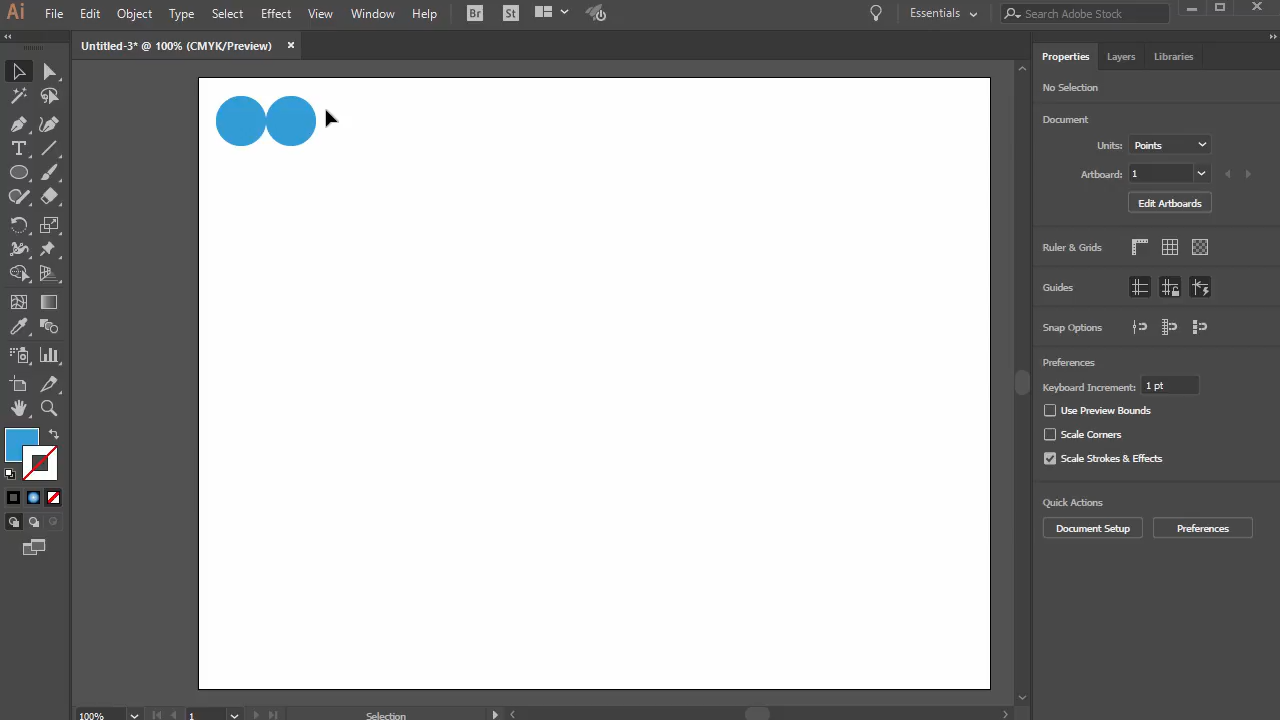 Ai File Edit Object Type Select Effect View Window Help Br St Essentials Search Adobe Stock
Untitled-3* @ 100% (CMYK/Preview)
Properties Layers Libraries
No Selection
Document
Units: Points
Artboard: 1
Edit Artboards
Ruler & Grids
Guides
Snap Options
Preferences
Keyboard Increment: 1 pt
Use Preview Bounds
Scale Corners
Scale Strokes & Effects
Quick Actions
Document Setup Preferences
100% 1 Selection